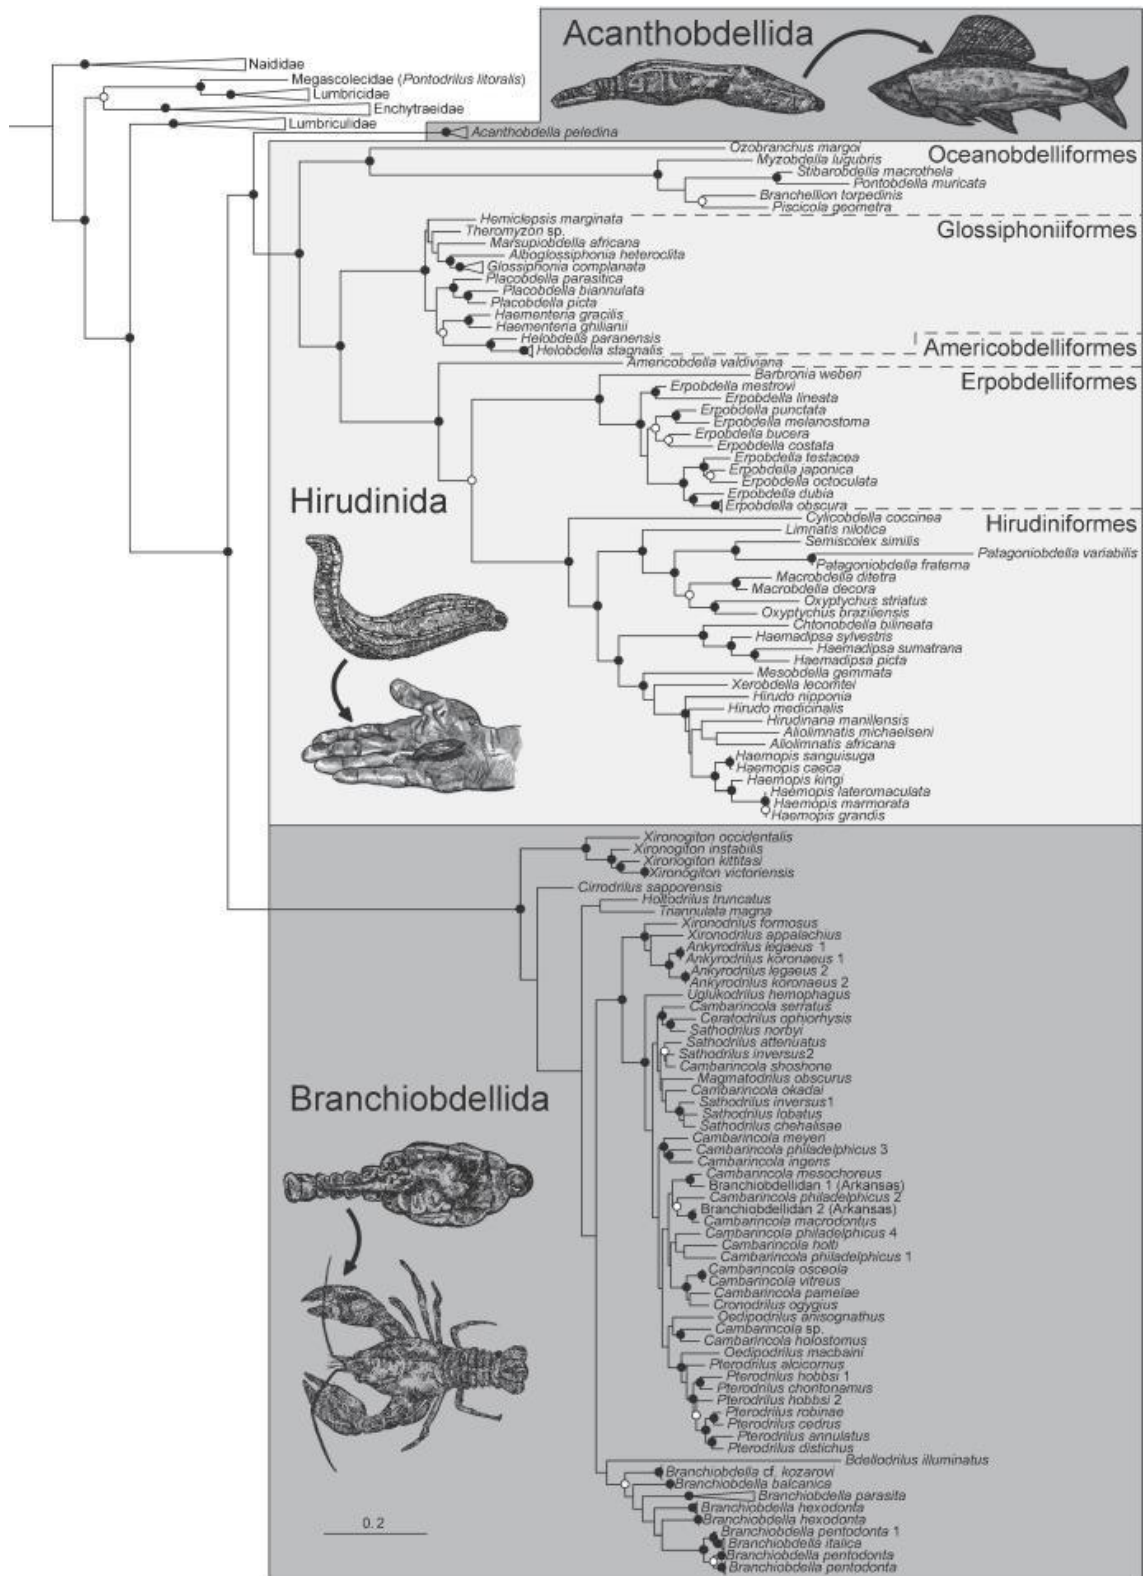 Acanthobdellida
Naididae
Megascolecidae (Pontodrilus litoralis)
Lumbricidae
Enchytraeidae
Lumbriculidae
Acanthobdella peledina
Ozobranchus margoi
Oceanobdelliformes
Myzobdella lugubris
Stibarobdella macrothela
Pontobdella muricata
Branchellion torpedinis
Piscicola geometra
Hemiclepsis marginata
Glossiphoniiformes
Theromyzon sp.
Marsupiobdella africana
Alboglossiphonia heteroclita
Glossiphonia complanata
Placobdella parasitica
Placobdella biannulata
Placobdella picta
Haementeria gracilis
Haementeria ghilianii
Helobdella paranensis
Helobdella stagnalis
Americobdelliformes
Americobdella valdiviana
Barbronia weberi
Erpobdelliformes
Erpobdella mestrovi
Erpobdella lineata
Erpobdella punctata
Erpobdella melanostoma
Erpobdella bucera
Erpobdella costata
Erpobdella testacea
Erpobdella japonica
Erpobdella octoculata
Erpobdella dubia
Erpobdella obscura
Hirudinida
Cylicobdella coccinea
Hirudiniformes
Limnatis nilotica
Semiscolex similis
Patagoniobdella variabilis
Patagoniobdella fraterna
Macrobdella ditetra
Macrobdella decora
Oxyptychus striatus
Oxyptychus braziliensis
Chtonobdella bilineata
Haemadipsa sylvestris
Haemadipsa sumatrana
Haemadipsa picta
Mesobdella gemmata
Xerobdella lecomtei
Hirudo nipponia
Hirudo medicinalis
Hirudinaria manillensis
Aliolimnatis michaelseni
Aliolimnatis africana
Haemopis sanguisuga
Haemopis caeca
Haemopis kingi
Haemopis lateromaculata
Haemopis marmorata
Haemopis grandis
Xironogiton occidentalis
Xironogiton instabilis
Xironogiton kittitasi
Xironogiton victoriensis
Cirrodrilus sapporensis
Holtodrilus truncatus
Triannulata magna
Xironodrilus formosus
Xironodrilus appalachius
Ankyrodrilus legaeus 1
Ankyrodrilus koronaeus 1
Ankyrodrilus legaeus 2
Ankyrodrilus koronaeus 2
Uglukodrilus hemophagus
Cambarincola serratus
Ceratodrilus ophiorhysis
Sathodrilus norbyi
Sathodrilus attenuatus
Sathodrilus inversus2
Cambarincola shoshone
Magmatodrilus obscurus
Cambarincola okadai
Branchiobdellida
Sathodrilus inversus1
Sathodrilus lobatus
Sathodrilus chehalisae
Cambarincola meyeri
Cambarincola philadelphicus 3
Cambarincola ingens
Cambarincola mesochoreus
Branchiobdellidan 1 (Arkansas)
Cambarincola philadelphicus 2
Branchiobdellidan 2 (Arkansas)
Cambarincola macrodontus
Cambarincola philadelphicus 4
Cambarincola holti
Cambarincola philadelphicus 1
Cambarincola osceola
Cambarincola vitreus
Cambarincola pamelae
Cronodrilus ogygius
Oedipodrilus anisognathus
Cambarincola sp.
Cambarincola holostomus
Oedipodrilus macbaini
Pterodrilus alcicornus
Pterodrilus hobbsi 1
Pterodrilus choritonamus
Pterodrilus hobbsi 2
Pterodrilus robinae
Pterodrilus cedrus
Pterodrilus annulatus
Pterodrilus distichus
Bdellodrilus illuminatus
Branchiobdella cf. kozarovi
Branchiobdella balcanica
Branchiobdella parasita
Branchiobdella hexodonta
Branchiobdella hexodonta
0.2
Branchiobdella pentodonta 1
Branchiobdella italica
Branchiobdella pentodonta
Branchiobdella pentodonta